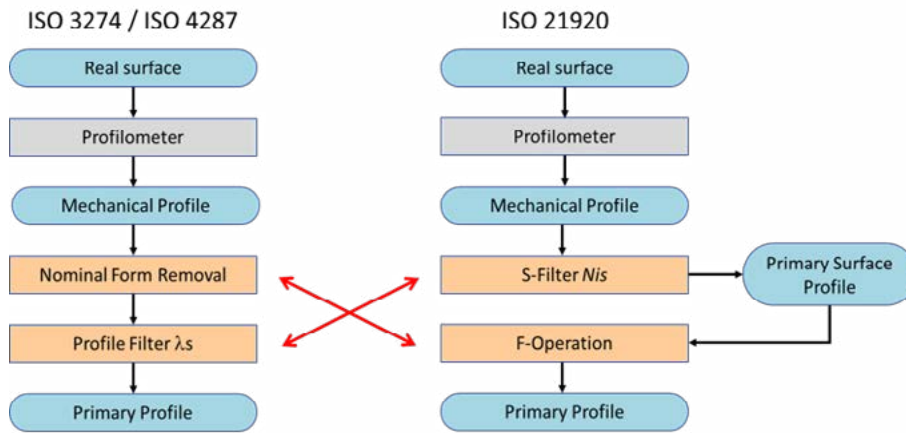 ISO 3274 / ISO 4287
Real surface
Profilometer
Mechanical Profile
Nominal Form Removal
Profile Filter λs
Primary Profile
ISO 21920
Real surface
Profilometer
Mechanical Profile
S-Filter Nis
Primary Surface
Profile
F-Operation
Primary Profile